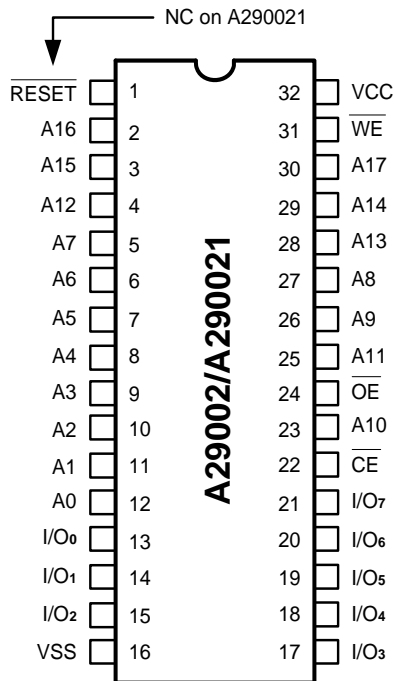 NC on A290021
RESET 1 32 VCC
A16 2 31 WE
A15 3 30 A17
A12 4 29 A14
A7 5 28 A13
A6 6 27 A8
A5 7 26 A9
A4 8 25 A11
A3 9 24 OE
A2 10 23 A10
A1 11 22 CE
A0 12 21 I/O7
I/O0 13 20 I/O6
I/O1 14 19 I/O5
I/O2 15 18 I/O4
VSS 16 17 I/O3
A29002/A290021